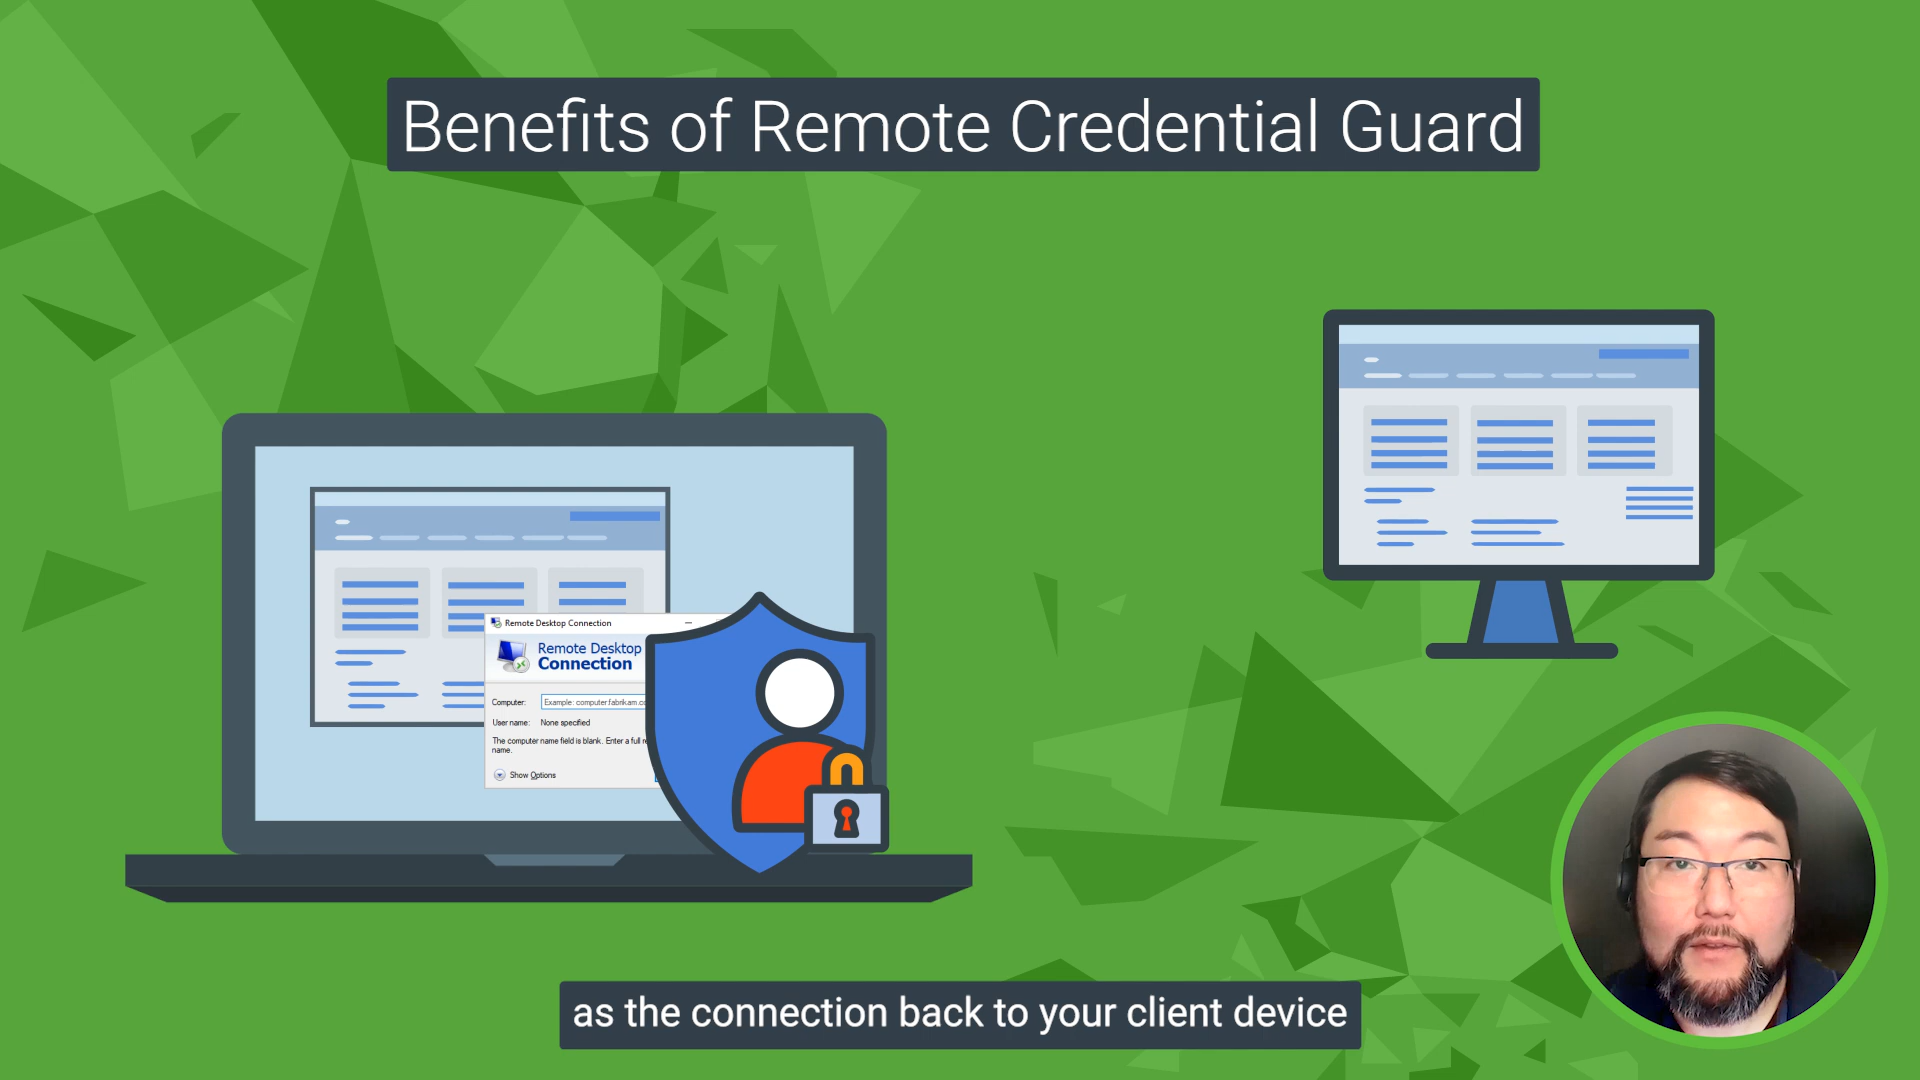 Benefits of Remote Credential Guard
Remote Desktop Connection
Remote Desktop
Connection
Computer:
Example: computer.fabrikam.co
User name: None specified
The computer name field is blank. Enter a full
name.
Show Options
as the connection back to your client device